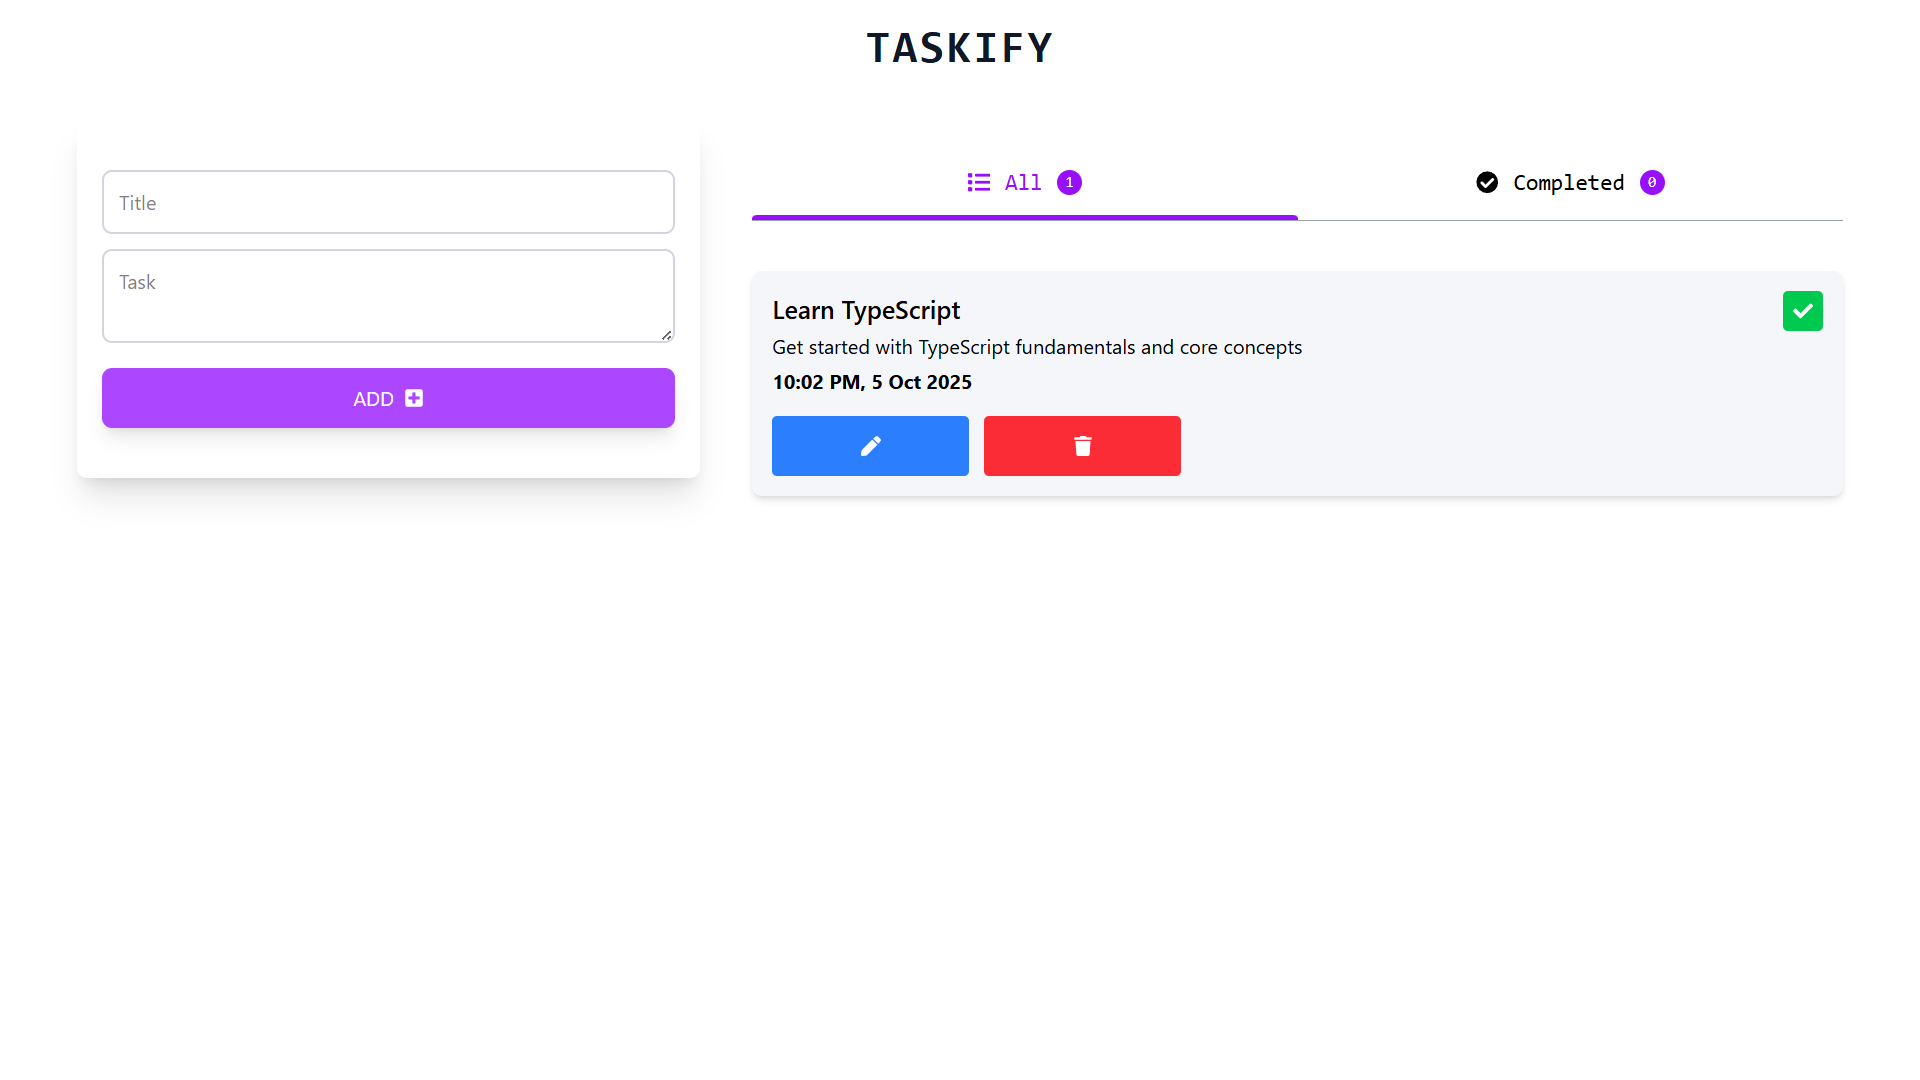 TASKIFY
Title
Task
ADD
All 1
Completed 0
Learn TypeScript
Get started with TypeScript fundamentals and core concepts
10:02 PM, 5 Oct 2025